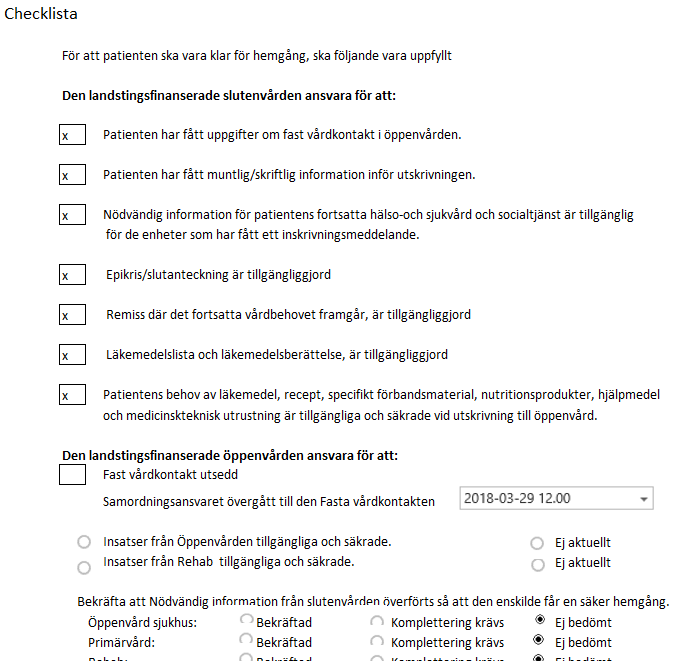 Checklista
För att patienten ska vara klar för hemgång, ska följande vara uppfyllt
Den landstingsfinanserade slutenvården ansvara för att:
x Patienten har fått uppgifter om fast vårdkontakt i öppenvården.
x Patienten har fått muntlig/skriftlig information inför utskrivningen.
x Nödvändig information för patientens fortsatta hälso-och sjukvård och socialtjänst är tillgänglig
för de enheter som har fått ett inskrivningsmeddelande.
x Epikris/slutanteckning är tillgängliggjord
x Remiss där det fortsatta vårdbehovet framgår, är tillgängliggjord
x Läkemedelslista och läkemedelsberättelse, är tillgängliggjord
x Patientens behov av läkemedel, recept, specifikt förbandsmaterial, nutritionsprodukter, hjälpmedel
och medicinskteknisk utrustning är tillgängliga och säkrade vid utskrivning till öppenvård.
Den landstingsfinanserade öppenvården ansvara för att:
Fast vårdkontakt utsedd
Samordningsansvaret övergått till den Fasta vårdkontakten 2018-03-29 12.00
Insatser från Öppenvården tillgängliga och säkrade. Ej aktuellt
Insatser från Rehab tillgängliga och säkrade. Ej aktuellt
Bekräfta att Nödvändig information från slutenvården överförts så att den enskilde får en säker hemgång.
Öppenvård sjukhus: Bekräftad Komplettering krävs Ej bedömt
Primärvård: Bekräftad Komplettering krävs Ej bedömt